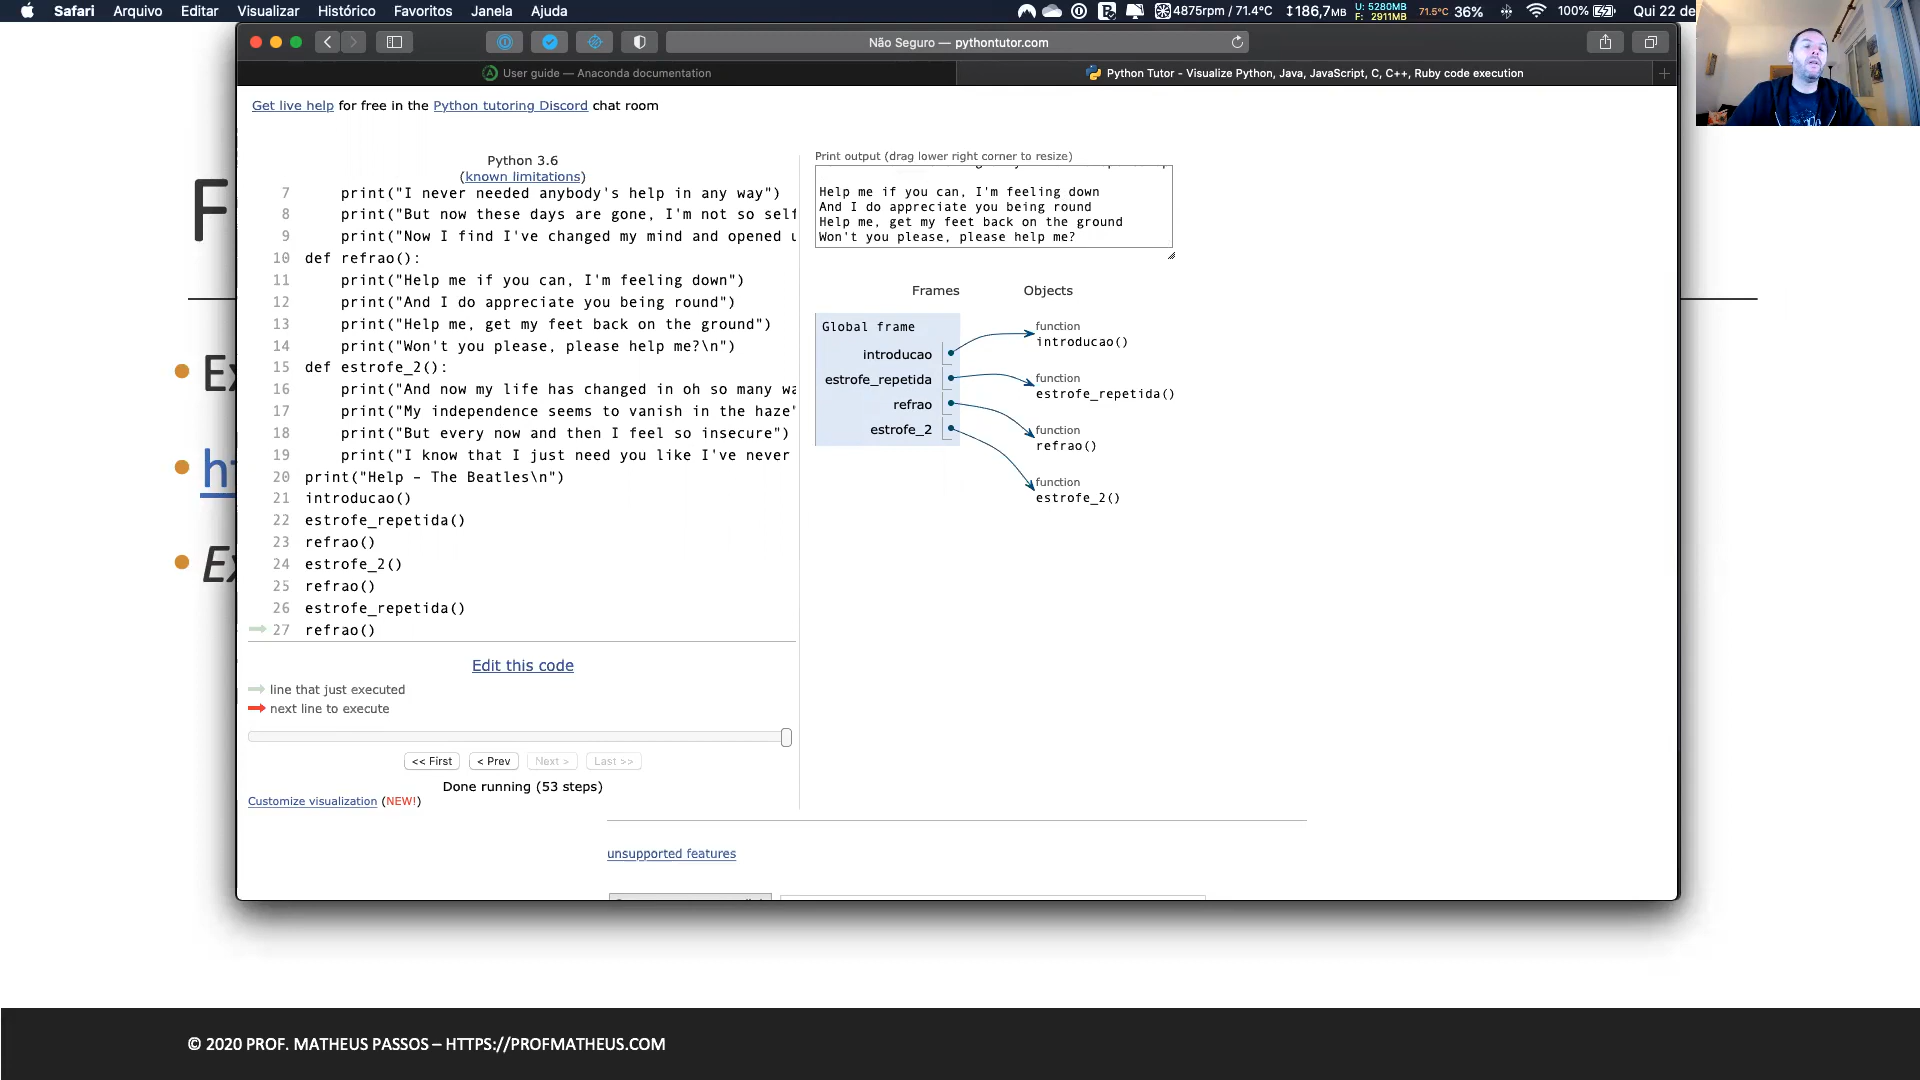 Safari Arquivo Editar Visualizar Histórico Favoritos Janela Ajuda
4875rpm / 71.4°C 186,7MB U: 5280MB F: 2911MB 71.5°C 36% 100% Qui 22 de
Não Seguro — pythontutor.com
User guide — Anaconda documentation
Python Tutor - Visualize Python, Java, JavaScript, C, C++, Ruby code execution
Get live help for free in the Python tutoring Discord chat room
Python 3.6
(known limitations)
7 print("I never needed anybody's help in any way")
8 print("But now these days are gone, I'm not so self
9 print("Now I find I've changed my mind and opened u
10 def refrao():
11 print("Help me if you can, I'm feeling down")
12 print("And I do appreciate you being round")
13 print("Help me, get my feet back on the ground")
14 print("Won't you please, please help me?\n")
15 def estrofe_2():
16 print("And now my life has changed in oh so many wa
17 print("My independence seems to vanish in the haze"
18 print("But every now and then I feel so insecure")
19 print("I know that I just need you like I've never
20 print("Help - The Beatles\n")
21 introducao()
22 estrofe_repetida()
23 refrao()
24 estrofe_2()
25 refrao()
26 estrofe_repetida()
27 refrao()
Edit this code
line that just executed
next line to execute
<< First < Prev Next > Last >>
Done running (53 steps)
Customize visualization (NEW!)
Print output (drag lower right corner to resize)
Help me if you can, I'm feeling down
And I do appreciate you being round
Help me, get my feet back on the ground
Won't you please, please help me?
Frames Objects
Global frame
introducao
estrofe_repetida
refrao
estrofe_2
function
introducao()
function
estrofe_repetida()
function
refrao()
function
estrofe_2()
unsupported features
F
Ex
ht
Ex
© 2020 PROF. MATHEUS PASSOS – HTTPS://PROFMATHEUS.COM